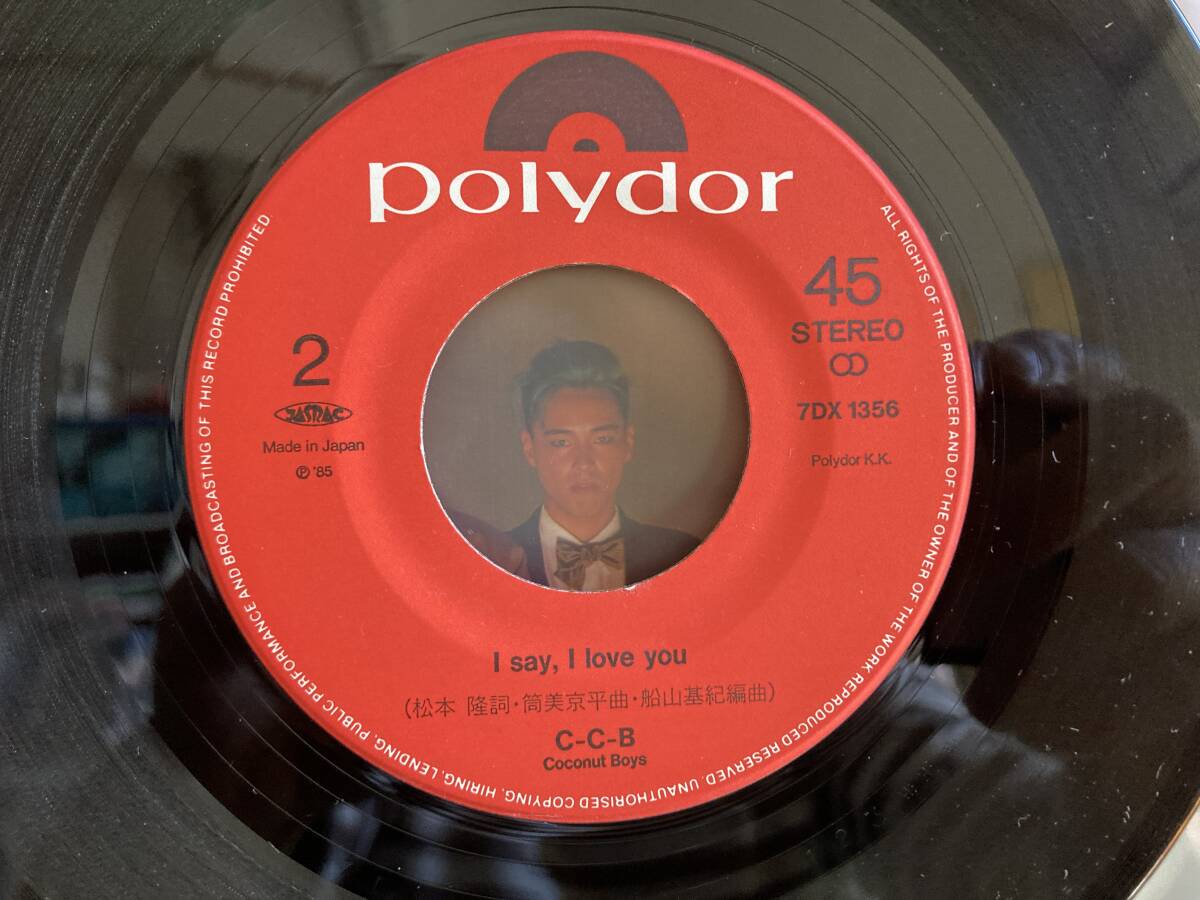 polydor
45
STEREO
7DX 1356
Polydor K.K.
2
JASRAC
Made in Japan
℗ '85
I say, I love you
(松本 隆詞・筒美京平曲・船山基紀編曲)
C-C-B
Coconut Boys
ALL RIGHTS OF THE PRODUCER AND OF THE OWNER OF THE WORK REPRODUCED RESERVED. UNAUTHORISED COPYING, HIRING, LENDING, PUBLIC PERFORMANCE AND BROADCASTING OF THIS RECORD PROHIBITED.